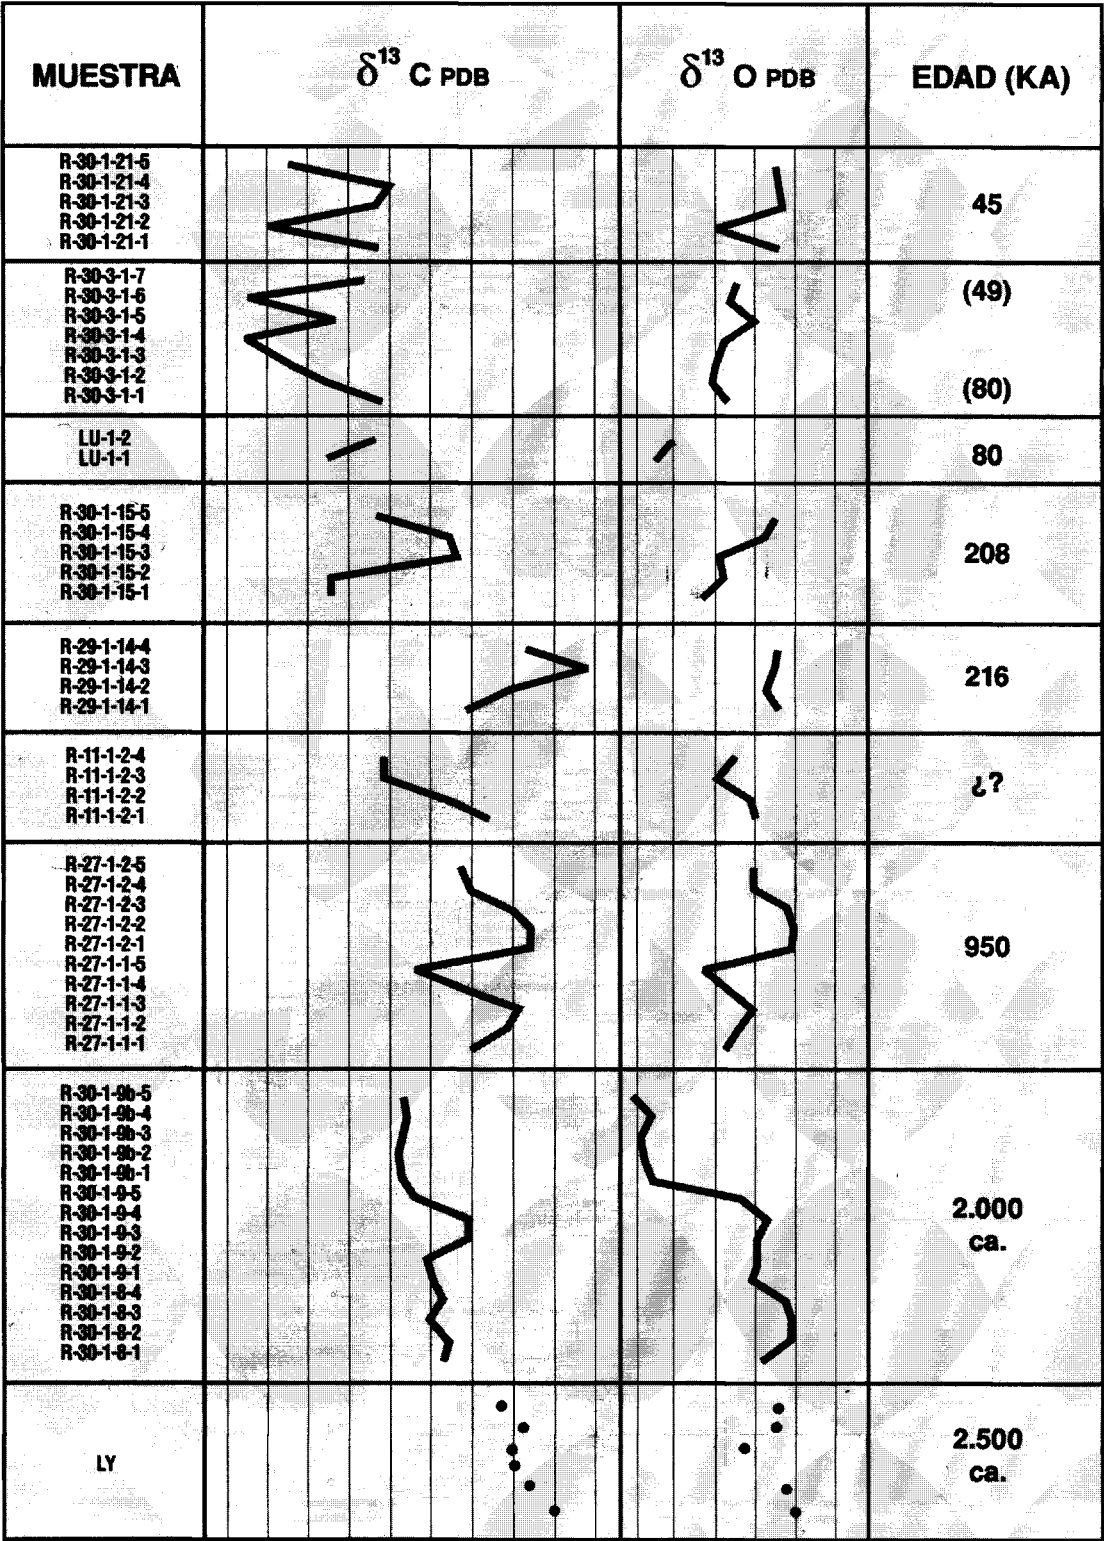 MUESTRA
δ13 C PDB
δ13 O PDB
EDAD (KA)
R-30-1-21-5
R-30-1-21-4
R-30-1-21-3
R-30-1-21-2
R-30-1-21-1
45
R-30-3-1-7
R-30-3-1-6
R-30-3-1-5
R-30-3-1-4
R-30-3-1-3
R-30-3-1-2
R-30-3-1-1
(49)
(80)
LU-1-2
LU-1-1
80
R-30-1-15-5
R-30-1-15-4
R-30-1-15-3
R-30-1-15-2
R-30-1-15-1
208
R-29-1-14-4
R-29-1-14-3
R-29-1-14-2
R-29-1-14-1
216
R-11-1-2-4
R-11-1-2-3
R-11-1-2-2
R-11-1-2-1
¿?
R-27-1-2-5
R-27-1-2-4
R-27-1-2-3
R-27-1-2-2
R-27-1-2-1
R-27-1-1-5
R-27-1-1-4
R-27-1-1-3
R-27-1-1-2
R-27-1-1-1
950
R-30-1-9b-5
R-30-1-9b-4
R-30-1-9b-3
R-30-1-9b-2
R-30-1-9b-1
R-30-1-9-5
R-30-1-9-4
R-30-1-9-3
R-30-1-9-2
R-30-1-9-1
R-30-1-8-4
R-30-1-8-3
R-30-1-8-2
R-30-1-8-1
2.000
ca.
LY
2.500
ca.